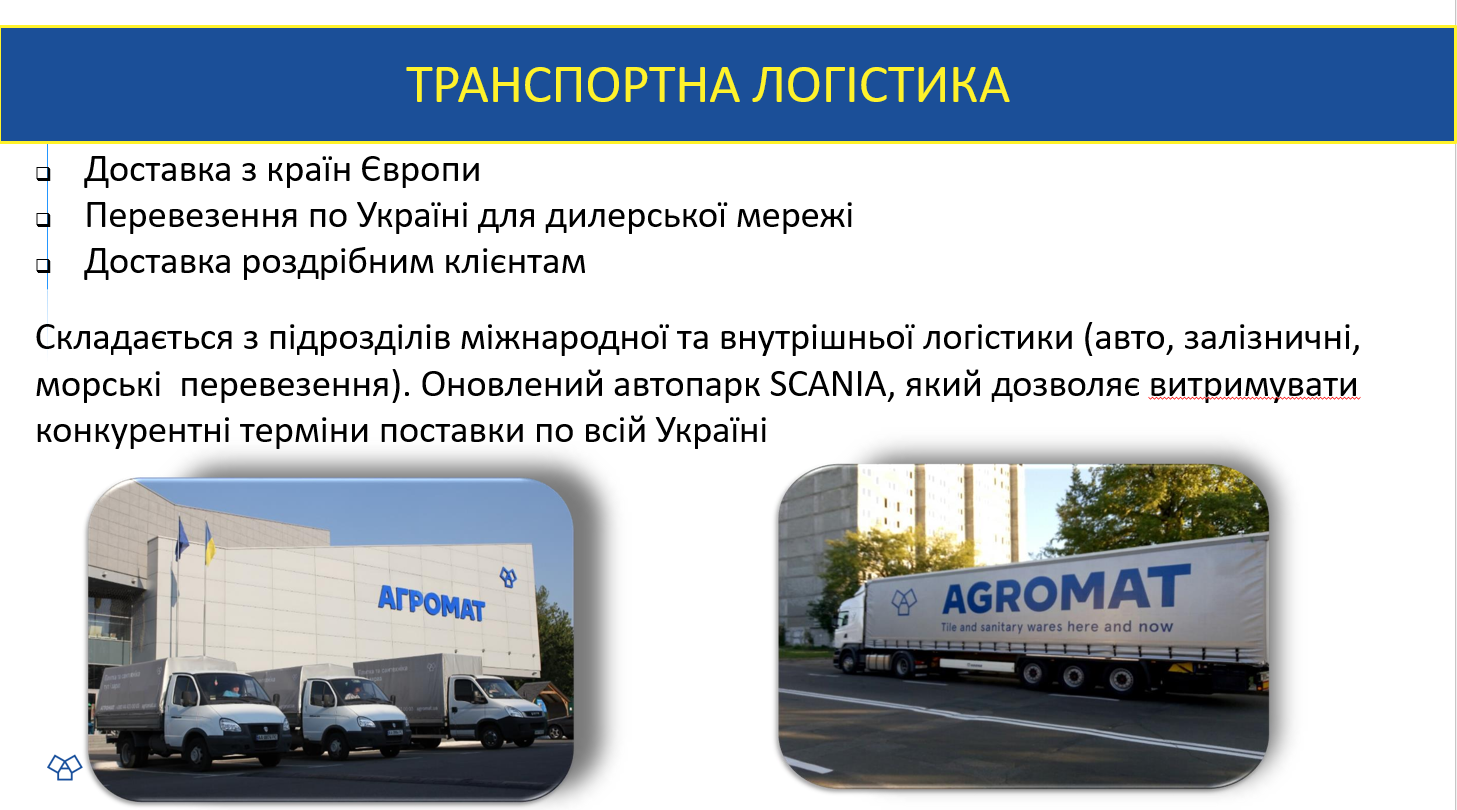 ТРАНСПОРТНА ЛОГІСТИКА
Доставка з країн Європи
Перевезення по Україні для дилерської мережі
Доставка роздрібним клієнтам
Складається з підрозділів міжнародної та внутрішньої логістики (авто, залізничні,
морські перевезення). Оновлений автопарк SCANIA, який дозволяє витримувати
конкурентні терміни поставки по всій Україні
АГРОМАТ
AGROMAT
Tile and sanitary wares here and now